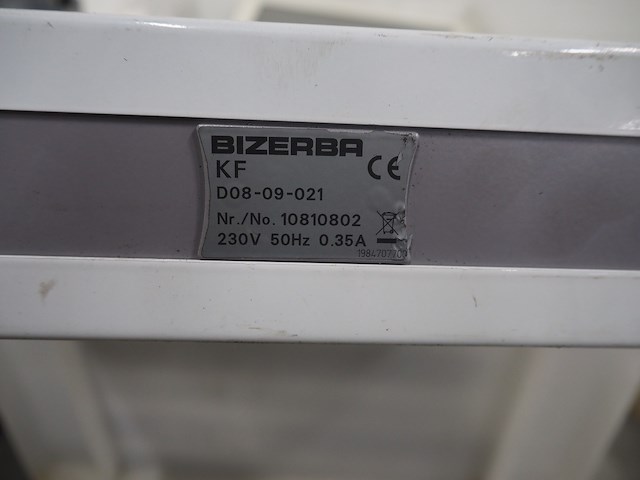 BIZERBA
KF
CE
D08-09-021
Nr./No. 10810802
230V 50Hz 0.35A